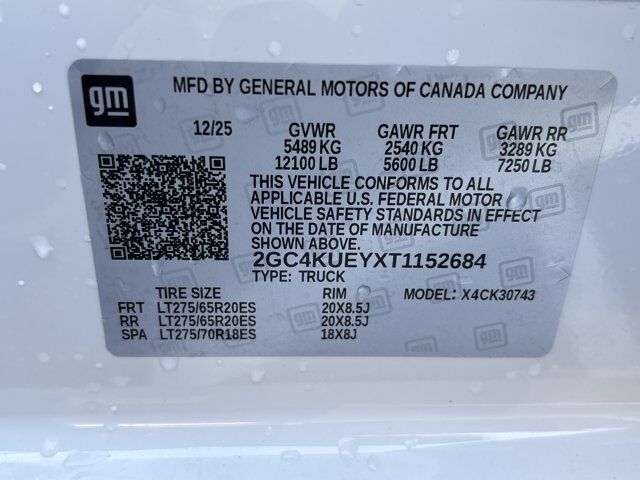 gm
MFD BY GENERAL MOTORS OF CANADA COMPANY
12/25 GVWR GAWR FRT GAWR RR
5489 KG 2540 KG 3289 KG
12100 LB 5600 LB 7250 LB
THIS VEHICLE CONFORMS TO ALL
APPLICABLE U.S. FEDERAL MOTOR
VEHICLE SAFETY STANDARDS IN EFFECT
ON THE DATE OF MANUFACTURE
SHOWN ABOVE.
2GC4KUEYXT1152684
TYPE: TRUCK
TIRE SIZE RIM MODEL: X4CK30743
FRT LT275/65R20ES 20X8.5J
RR LT275/65R20ES 20X8.5J
SPA LT275/70R18ES 18X8J